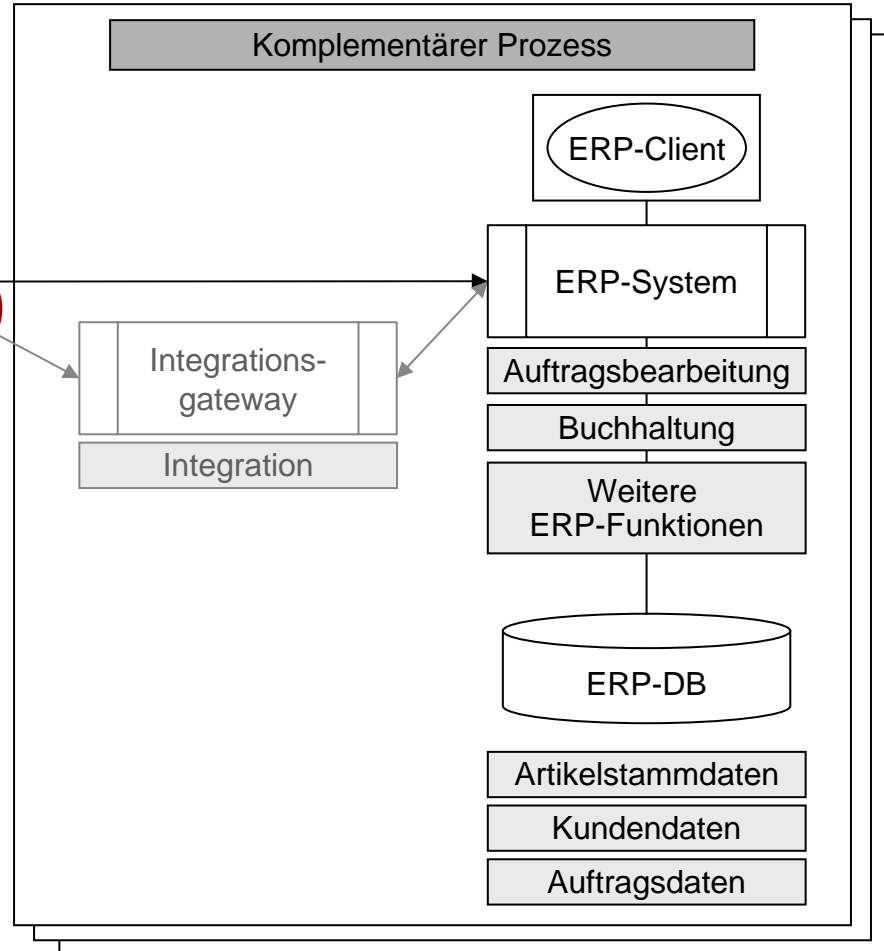 Komplementärer Prozess
ERP-Client
ERP-System
Integrations-
gateway
Integration
Auftragsbearbeitung
Buchhaltung
Weitere
ERP-Funktionen
ERP-DB
Artikelstammdaten
Kundendaten
Auftragsdaten